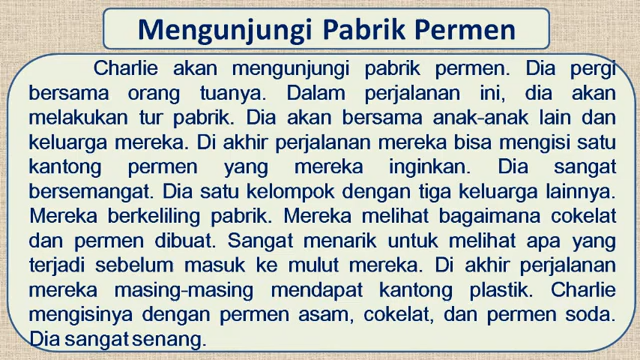 Mengunjungi Pabrik Permen
Charlie akan mengunjungi pabrik permen. Dia pergi
bersama orang tuanya. Dalam perjalanan ini, dia akan
melakukan tur pabrik. Dia akan bersama anak-anak lain dan
keluarga mereka. Di akhir perjalanan mereka bisa mengisi satu
kantong permen yang mereka inginkan. Dia sangat
bersemangat. Dia satu kelompok dengan tiga keluarga lainnya.
Mereka berkeliling pabrik. Mereka melihat bagaimana cokelat
dan permen dibuat. Sangat menarik untuk melihat apa yang
terjadi sebelum masuk ke mulut mereka. Di akhir perjalanan
mereka masing-masing mendapat kantong plastik. Charlie
mengisinya dengan permen asam, cokelat, dan permen soda.
Dia sangat senang.